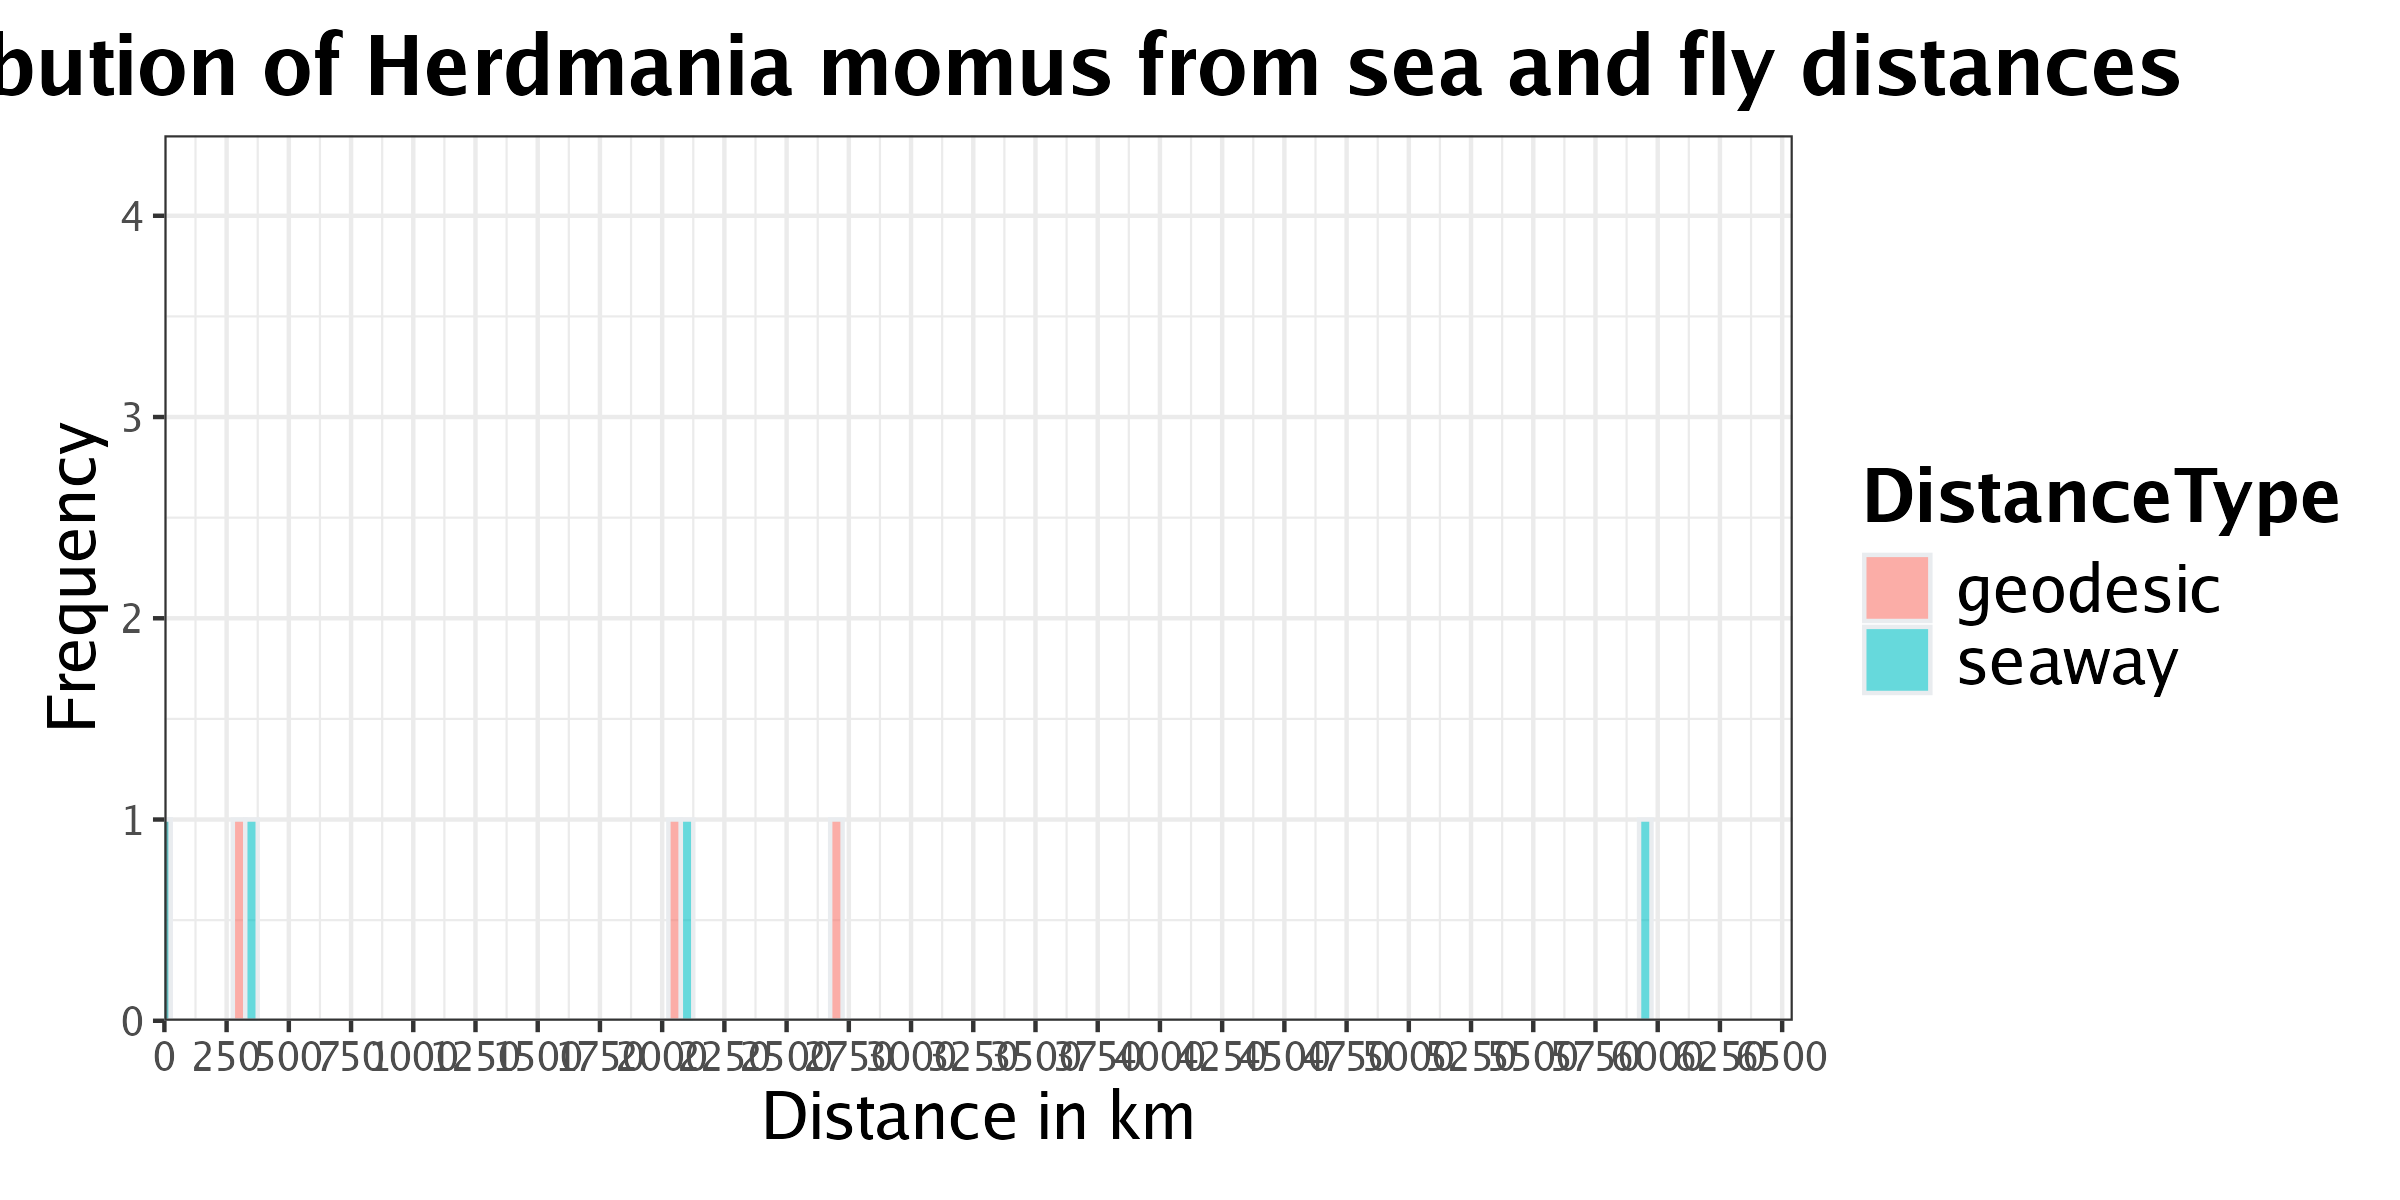 bution of Herdmania momus from sea and fly distances
Frequency
4
3
2
1
0
0 250 500 750 1000 1250 1500 1750 2000 2250 2500 2750 3000 3250 3500 3750 4000 4250 4500 4750 5000 5250 5500 5750 6000 6250 6500
Distance in km
DistanceType
geodesic
seaway